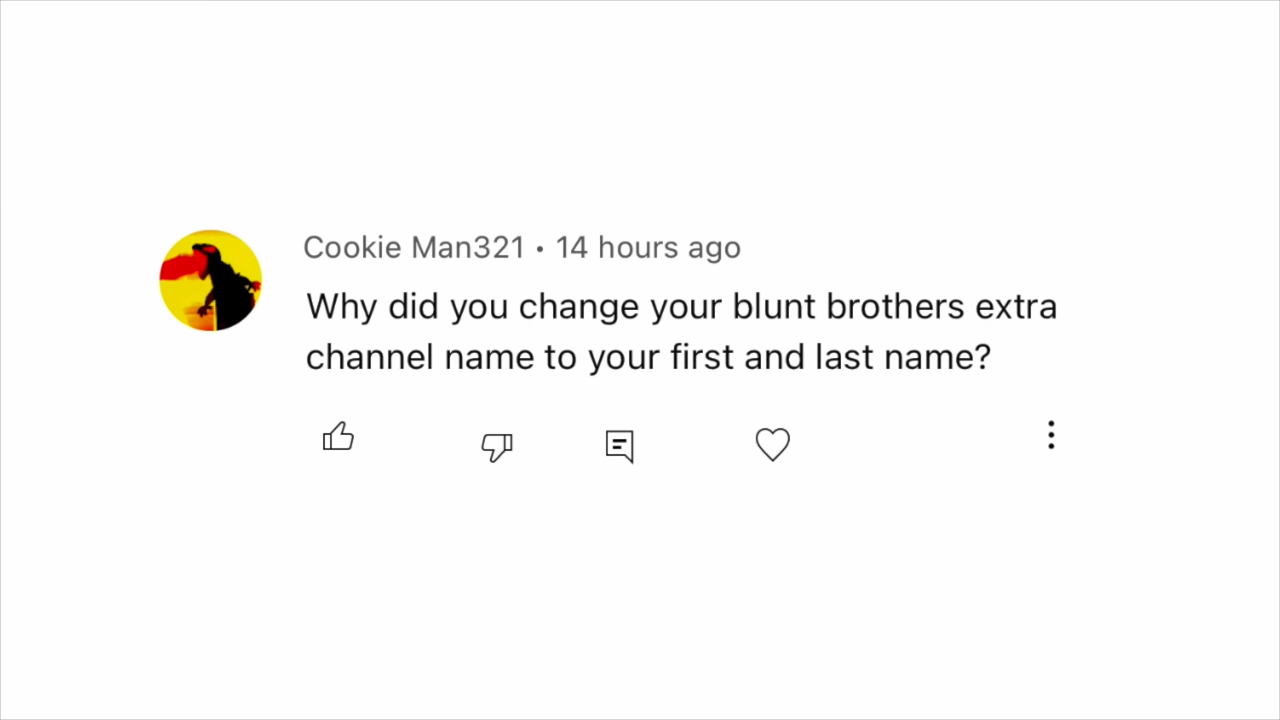 Cookie Man321 • 14 hours ago
Why did you change your blunt brothers extra
channel name to your first and last name?